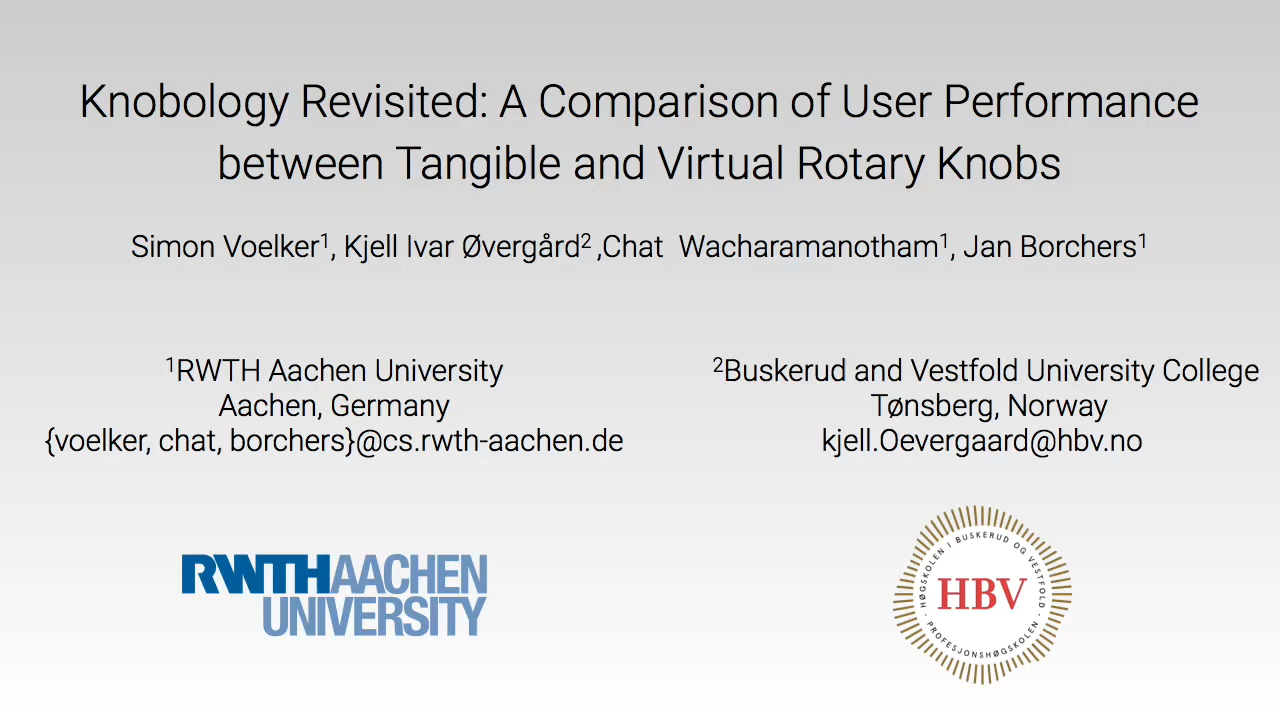 Knobology Revisited: A Comparison of User Performance
between Tangible and Virtual Rotary Knobs
Simon Voelker¹, Kjell Ivar Øvergård² ,Chat  Wacharamanotham¹, Jan Borchers¹
¹RWTH Aachen University
Aachen, Germany
{voelker, chat, borchers}@cs.rwth-aachen.de
²Buskerud and Vestfold University College
Tønsberg, Norway
kjell.Oevergaard@hbv.no
RWTHAACHEN
UNIVERSITY
HØGSKOLEN I BUSKERUD OG VESTFOLD
HBV
PROFESJONSHØGSKOLEN